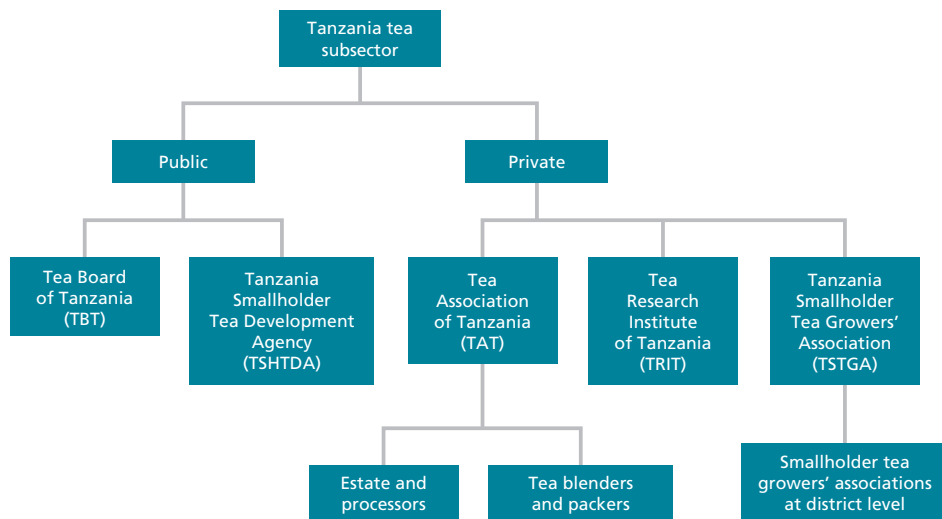 Tanzania tea
subsector
Public
Private
Tea Board
of Tanzania
(TBT)
Tanzania
Smallholder
Tea Development
Agency
(TSHTDA)
Tea
Association
of Tanzania
(TAT)
Tea
Research
Institute
of Tanzania
(TRIT)
Tanzania
Smallholder
Tea Growers’
Association
(TSTGA)
Estate and
processors
Tea blenders
and packers
Smallholder tea
growers’ associations
at district level